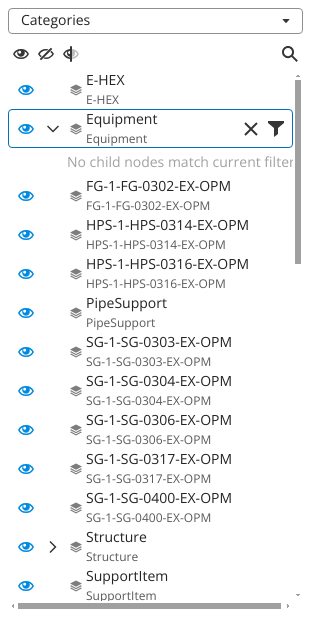 Categories
E-HEX
E-HEX
Equipment
Equipment
No child nodes match current filter
FG-1-FG-0302-EX-OPM
FG-1-FG-0302-EX-OPM
HPS-1-HPS-0314-EX-OPM
HPS-1-HPS-0314-EX-OPM
HPS-1-HPS-0316-EX-OPM
HPS-1-HPS-0316-EX-OPM
PipeSupport
PipeSupport
SG-1-SG-0303-EX-OPM
SG-1-SG-0303-EX-OPM
SG-1-SG-0304-EX-OPM
SG-1-SG-0304-EX-OPM
SG-1-SG-0306-EX-OPM
SG-1-SG-0306-EX-OPM
SG-1-SG-0317-EX-OPM
SG-1-SG-0317-EX-OPM
SG-1-SG-0400-EX-OPM
SG-1-SG-0400-EX-OPM
Structure
Structure
SupportItem
SupportItem